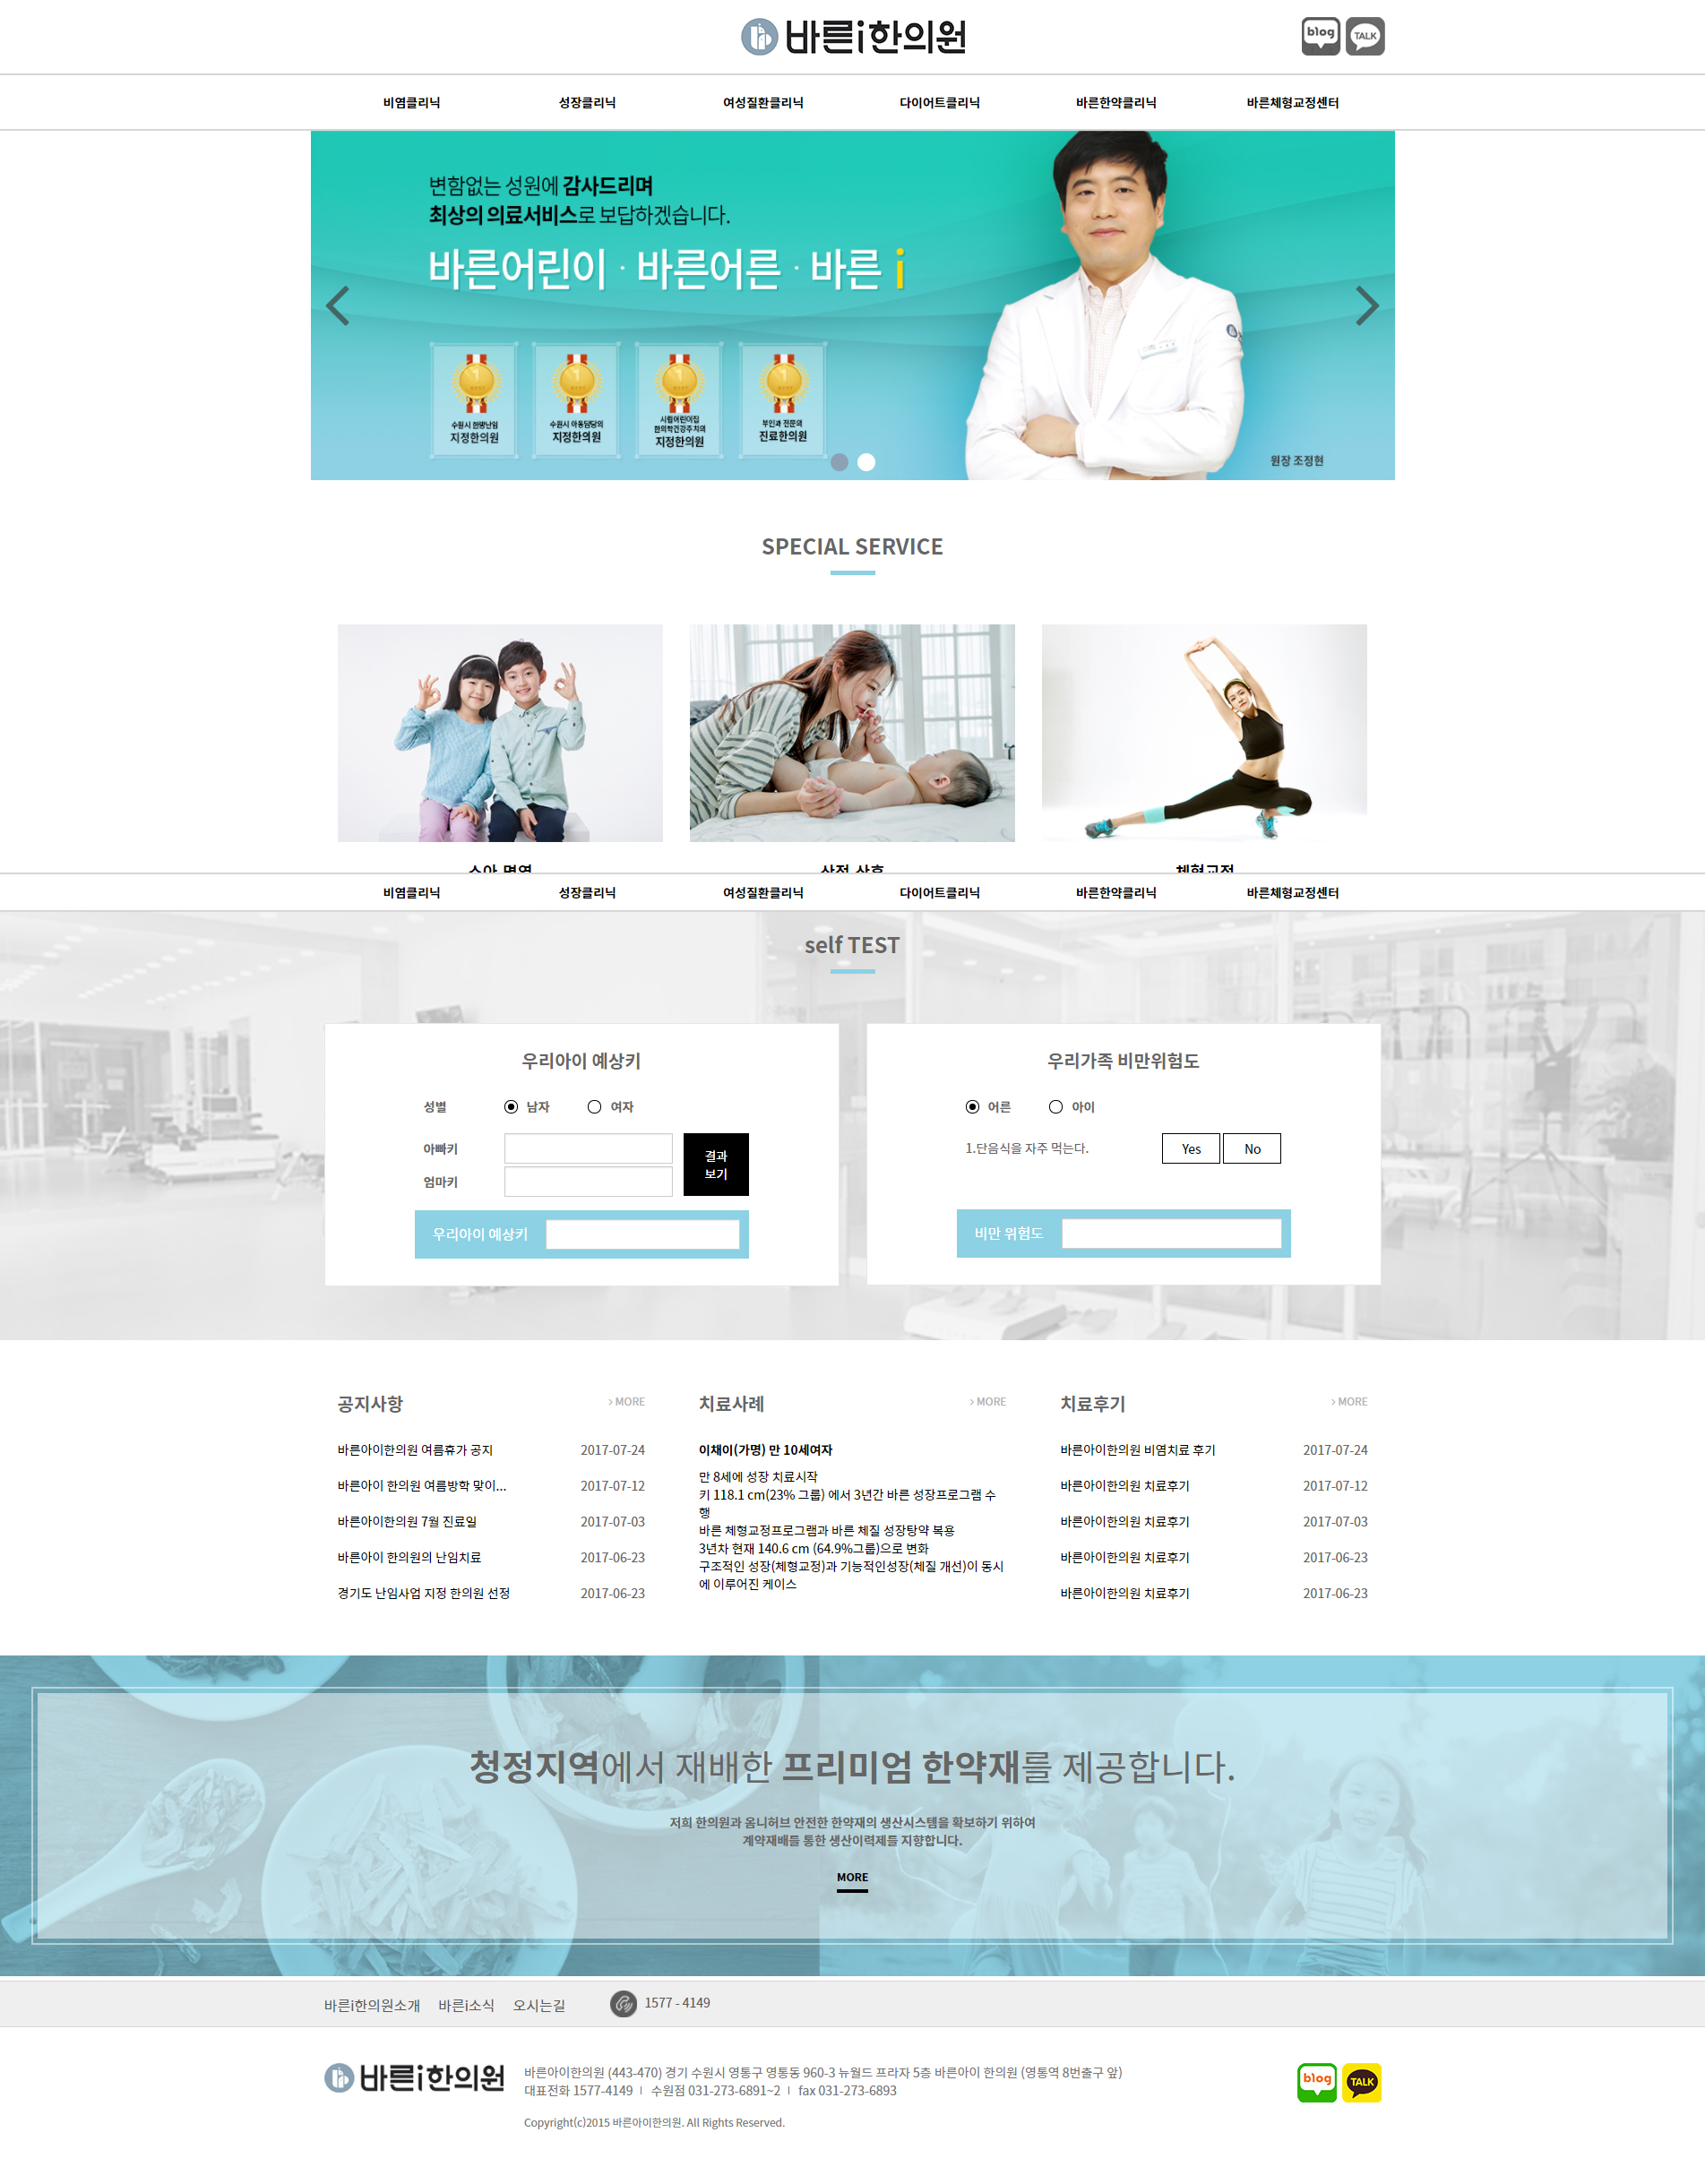 바른i한의원
blog
TALK
비염클리닉
성장클리닉
여성질환클리닉
다이어트클리닉
바른한약클리닉
바른체형교정센터
변함없는 성원에 감사드리며
최상의 의료서비스로 보답하겠습니다.
바른어린이 · 바른어른 · 바른 i
수원시 한방난임
지정한의원
수원시 아동담당의
지정한의원
시립어린이집
한의학건강주치의
지정한의원
부인과 전문의
진료한의원
원장 조정현
SPECIAL SERVICE
소아 면역
산전 산후
체형교정
비염클리닉
성장클리닉
여성질환클리닉
다이어트클리닉
바른한약클리닉
바른체형교정센터
self TEST
우리아이 예상키
성별
남자
여자
아빠키
엄마키
결과
보기
우리아이 예상키
우리가족 비만위험도
어른
아이
1.단음식을 자주 먹는다.
Yes
No
비만 위험도
공지사항
> MORE
바른아이한의원 여름휴가 공지 2017-07-24
바른아이 한의원 여름방학 맞이... 2017-07-12
바른아이한의원 7월 진료일 2017-07-03
바른아이 한의원의 난임치료 2017-06-23
경기도 난임사업 지정 한의원 선정 2017-06-23
치료사례
> MORE
이채이(가명) 만 10세여자
만 8세에 성장 치료시작
키 118.1 cm(23% 그룹) 에서 3년간 바른 성장프로그램 수
행
바른 체형교정프로그램과 바른 체질 성장탕약 복용
3년차 현재 140.6 cm (64.9%그룹)으로 변화
구조적인 성장(체형교정)과 기능적인성장(체질 개선)이 동시
에 이루어진 케이스
치료후기
> MORE
바른아이한의원 비염치료 후기 2017-07-24
바른아이한의원 치료후기 2017-07-12
바른아이한의원 치료후기 2017-07-03
바른아이한의원 치료후기 2017-06-23
바른아이한의원 치료후기 2017-06-23
청정지역에서 재배한 프리미엄 한약재를 제공합니다.
저희 한의원과 옴니허브 안전한 한약재의 생산시스템을 확보하기 위하여
계약재배를 통한 생산이력제를 지향합니다.
MORE
바른i한의원소개
바른i소식
오시는길
1577 - 4149
바른i한의원
바른아이한의원 (443-470) 경기 수원시 영통구 영통동 960-3 뉴월드 프라자 5층 바른아이 한의원 (영통역 8번출구 앞)
대표전화 1577-4149 ㅣ 수원점 031-273-6891~2 ㅣ fax 031-273-6893
Copyright(c)2015 바른아이한의원. All Rights Reserved.
blog
TALK